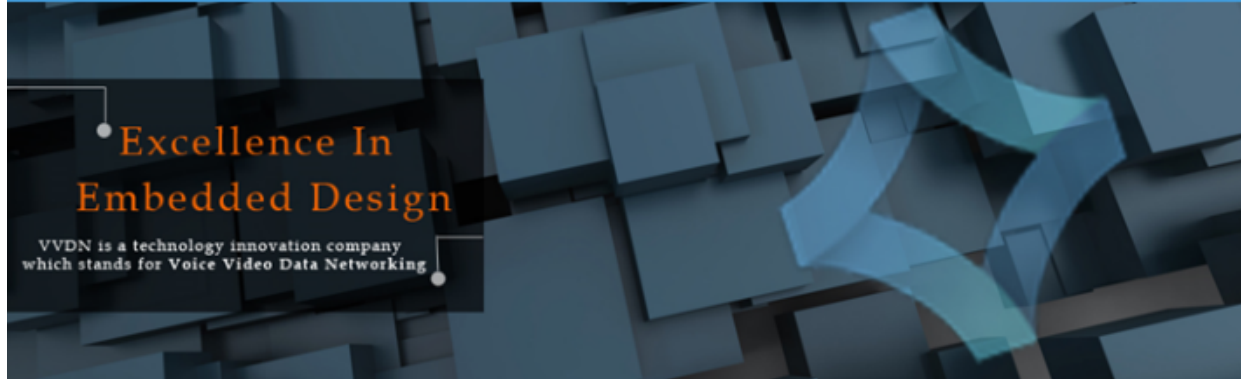 Excellence In
Embedded Design
VVDN is a technology innovation company
which stands for Voice Video Data Networking